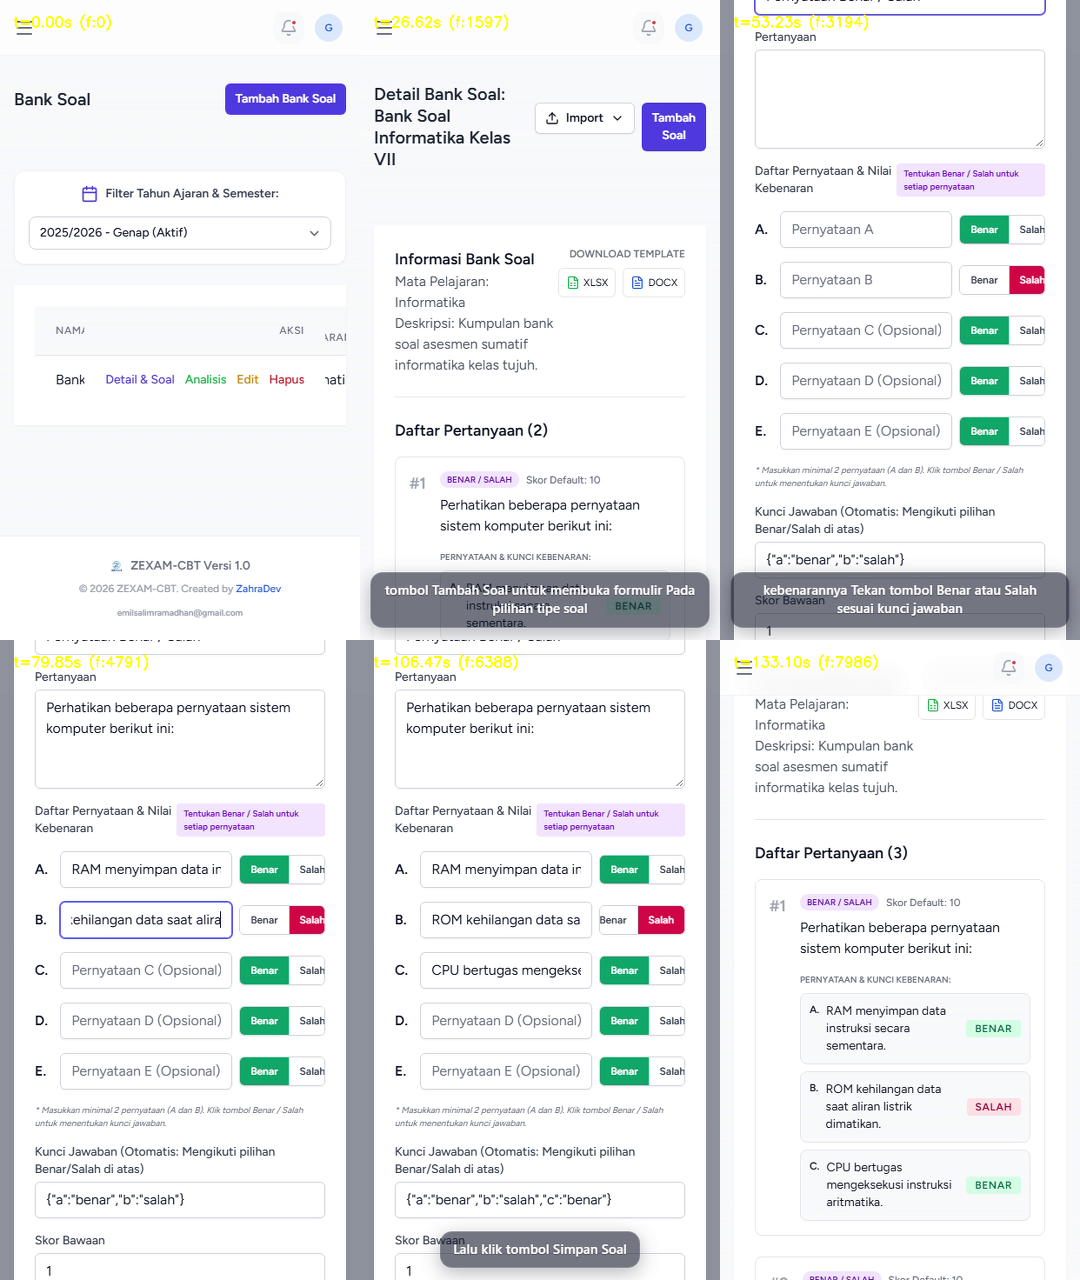 t=0.00s (f:0)
G
Bank Soal
Tambah Bank Soal
Filter Tahun Ajaran & Semester:
2025/2026 - Genap (Aktif)
NAMA
AKSI
Bank
Detail & Soal
Analisis
Edit
Hapus
ZEXAM-CBT Versi 1.0
© 2026 ZEXAM-CBT. Created by ZahraDev
emilsalimramadhan@gmail.com
t=26.62s (f:1597)
G
Detail Bank Soal:
Bank Soal
Informatika Kelas
VII
Import
Tambah
Soal
Informasi Bank Soal
DOWNLOAD TEMPLATE
XLSX
DOCX
Mata Pelajaran:
Informatika
Deskripsi: Kumpulan bank
soal asesmen sumatif
informatika kelas tujuh.
Daftar Pertanyaan (2)
#1
BENAR / SALAH
Skor Default: 10
Perhatikan beberapa pernyataan
sistem komputer berikut ini:
PERNYATAAN & KUNCI KEBENARAN:
tombol Tambah Soal untuk membuka formulir Pada
pilihan tipe soal
BENAR
sementara.
t=53.23s (f:3194)
Pertanyaan
Daftar Pernyataan & Nilai
Kebenaran
Tentukan Benar / Salah untuk
setiap pernyataan
A.
Pernyataan A
Benar
Salah
B.
Pernyataan B
Benar
Salah
C.
Pernyataan C (Opsional)
Benar
Salah
D.
Pernyataan D (Opsional)
Benar
Salah
E.
Pernyataan E (Opsional)
Benar
Salah
* Masukkan minimal 2 pernyataan (A dan B). Klik tombol Benar / Salah
untuk menentukan kunci jawaban.
Kunci Jawaban (Otomatis: Mengikuti pilihan
Benar/Salah di atas)
{"a":"benar","b":"salah"}
Skor Bawaan
kebenarannya Tekan tombol Benar atau Salah
sesuai kunci jawaban
1
t=79.85s (f:4791)
Pertanyaan
Perhatikan beberapa pernyataan sistem
komputer berikut ini:
Daftar Pernyataan & Nilai
Kebenaran
Tentukan Benar / Salah untuk
setiap pernyataan
A.
RAM menyimpan data in
Benar
Salah
B.
kehilangan data saat alira
Benar
Salah
C.
Pernyataan C (Opsional)
Benar
Salah
D.
Pernyataan D (Opsional)
Benar
Salah
E.
Pernyataan E (Opsional)
Benar
Salah
* Masukkan minimal 2 pernyataan (A dan B). Klik tombol Benar / Salah
untuk menentukan kunci jawaban.
Kunci Jawaban (Otomatis: Mengikuti pilihan
Benar/Salah di atas)
{"a":"benar","b":"salah"}
Skor Bawaan
1
t=106.47s (f:6388)
Pertanyaan
Perhatikan beberapa pernyataan sistem
komputer berikut ini:
Daftar Pernyataan & Nilai
Kebenaran
Tentukan Benar / Salah untuk
setiap pernyataan
A.
RAM menyimpan data in
Benar
Salah
B.
ROM kehilangan data sa
Benar
Salah
C.
CPU bertugas mengekse
Benar
Salah
D.
Pernyataan D (Opsional)
Benar
Salah
E.
Pernyataan E (Opsional)
Benar
Salah
* Masukkan minimal 2 pernyataan (A dan B). Klik tombol Benar / Salah
untuk menentukan kunci jawaban.
Kunci Jawaban (Otomatis: Mengikuti pilihan
Benar/Salah di atas)
{"a":"benar","b":"salah","c":"benar"}
Skor Bawaan
Lalu klik tombol Simpan Soal
1
t=133.10s (f:7986)
G
Mata Pelajaran:
Informatika
XLSX
DOCX
Deskripsi: Kumpulan bank
soal asesmen sumatif
informatika kelas tujuh.
Daftar Pertanyaan (3)
#1
BENAR / SALAH
Skor Default: 10
Perhatikan beberapa pernyataan
sistem komputer berikut ini:
PERNYATAAN & KUNCI KEBENARAN:
A.
RAM menyimpan data
instruksi secara
sementara.
BENAR
B.
ROM kehilangan data
saat aliran listrik
dimatikan.
SALAH
C.
CPU bertugas
mengeksekusi instruksi
aritmatika.
BENAR
BENAR / SALAH
Skor Default: 10